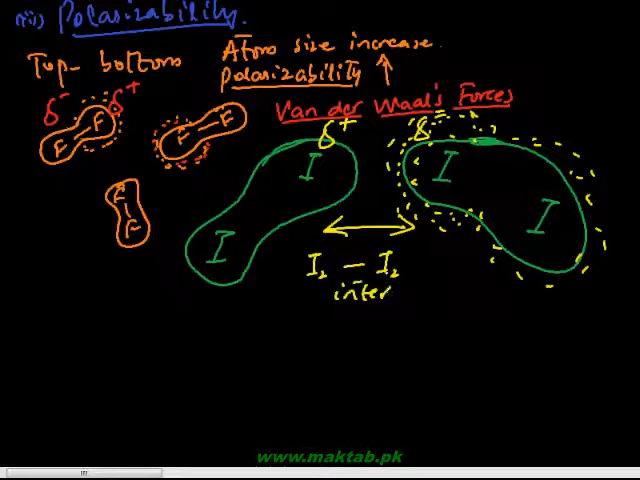 (iii) Polarizability.
Top - bottom
Atom size increase
polarizability ↑
Van der Waal's Forces
δ- δ+
F - F
F - F
F - F
δ+
I
I
δ-
I
I
I2 — I2
inter
www.maktab.pk